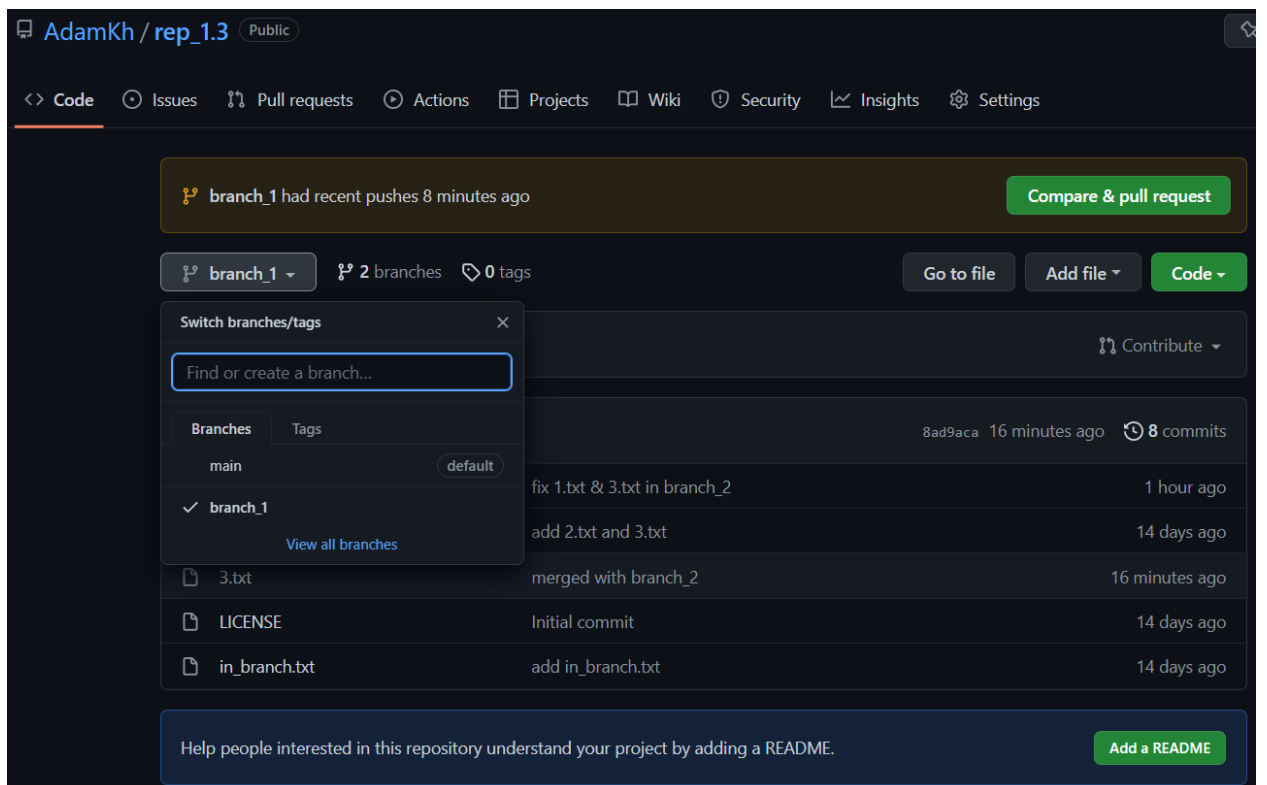 AdamKh / rep_1.3 Public
<> Code Issues Pull requests Actions Projects Wiki Security Insights Settings
branch_1 had recent pushes 8 minutes ago Compare & pull request
branch_1 2 branches 0 tags Go to file Add file Code
Switch branches/tags
Contribute
Find or create a branch...
Branches Tags
8ad9aca 16 minutes ago 8 commits
main default
fix 1.txt & 3.txt in branch_2 1 hour ago
branch_1
add 2.txt and 3.txt 14 days ago
View all branches
3.txt merged with branch_2 16 minutes ago
LICENSE Initial commit 14 days ago
in_branch.txt add in_branch.txt 14 days ago
Help people interested in this repository understand your project by adding a README. Add a README